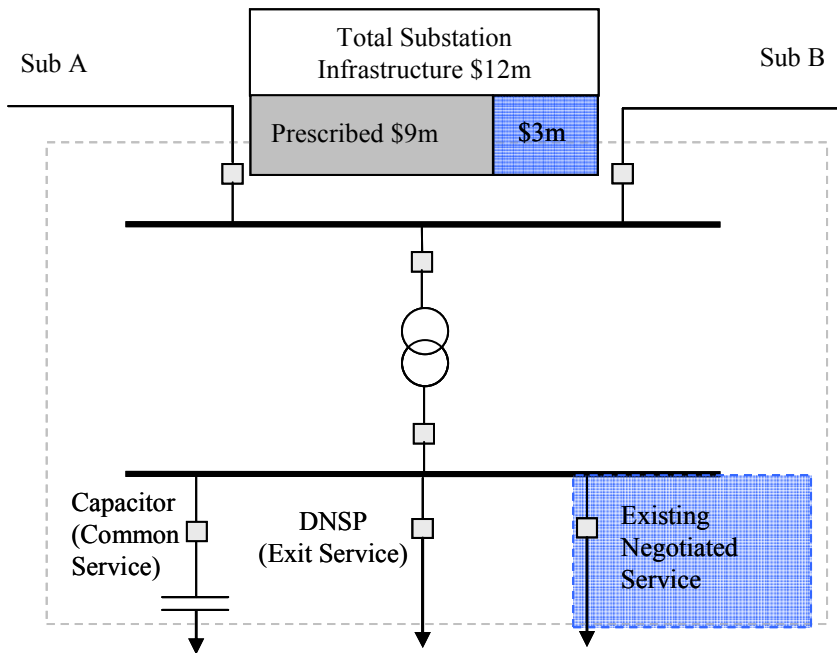 Total Substation
Infrastructure $12m
Sub A
Sub B
Prescribed $9m
$3m
Capacitor
(Common
Service)
DNSP
(Exit Service)
Existing
Negotiated
Service